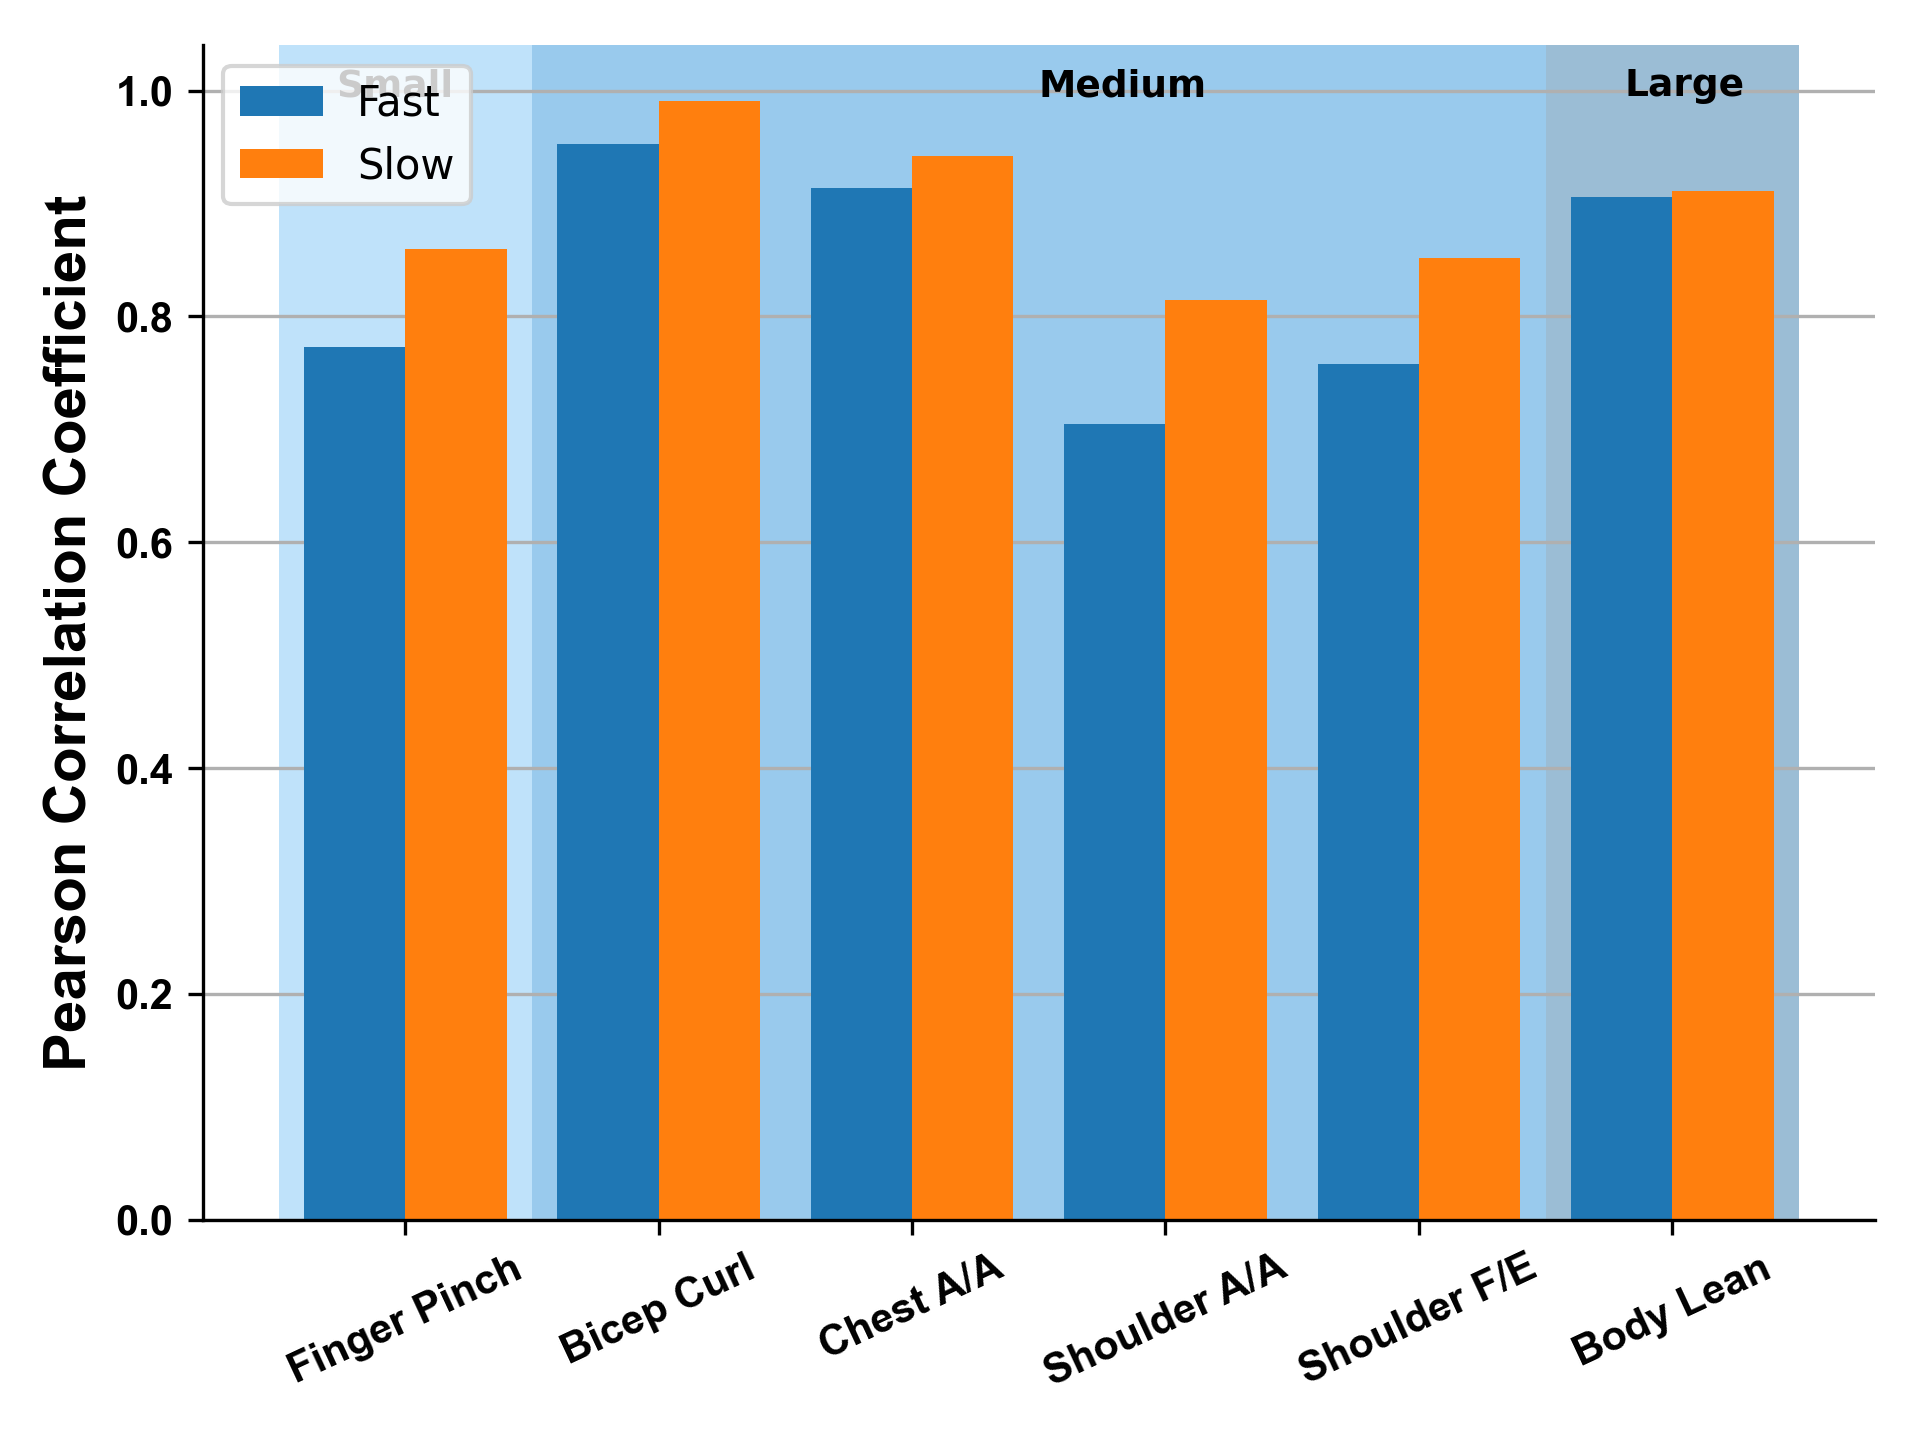 Small
Medium
Large
Fast
Slow
Pearson Correlation Coefficient
1.0
0.8
0.6
0.4
0.2
0.0
Finger Pinch
Bicep Curl
Chest A/A
Shoulder A/A
Shoulder F/E
Body Lean